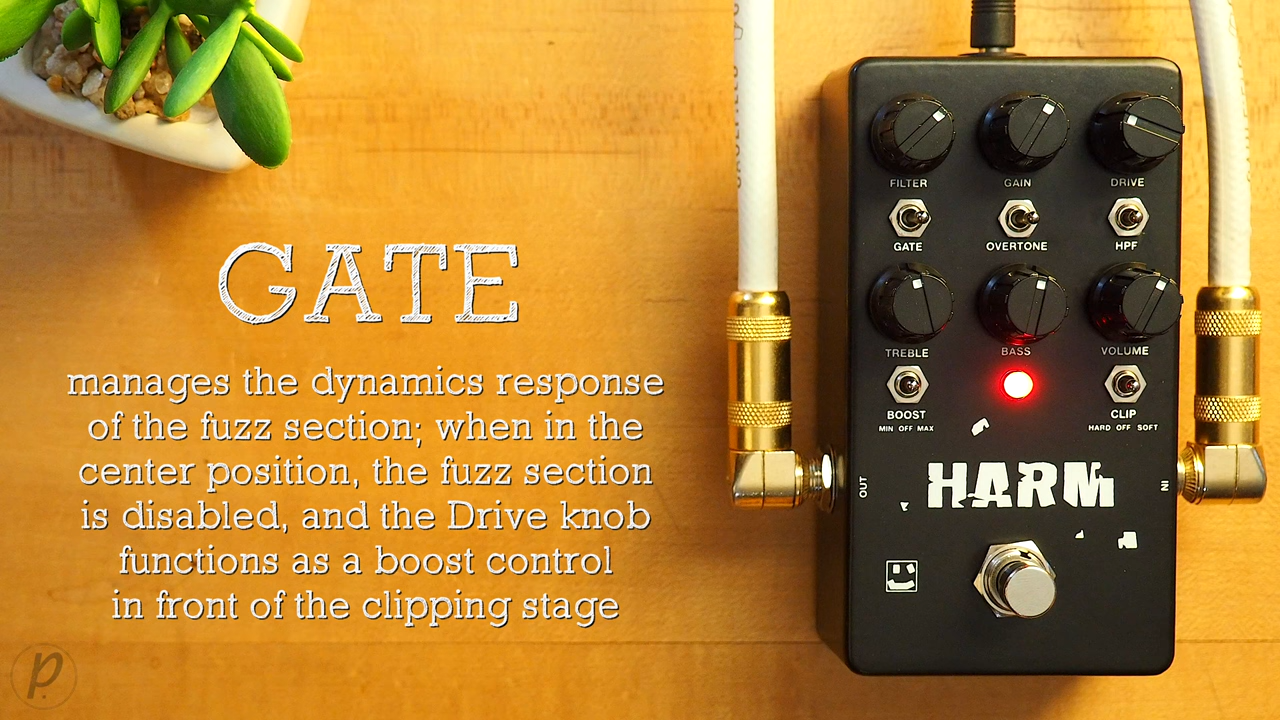 GATE
manages the dynamics response
of the fuzz section; when in the
center position, the fuzz section
is disabled, and the Drive knob
functions as a boost control
in front of the clipping stage
FILTER GAIN DRIVE
GATE OVERTONE HPF
TREBLE BASS VOLUME
BOOST CLIP
MIN OFF MAX HARD OFF SOFT
OUT IN
HARM
p.